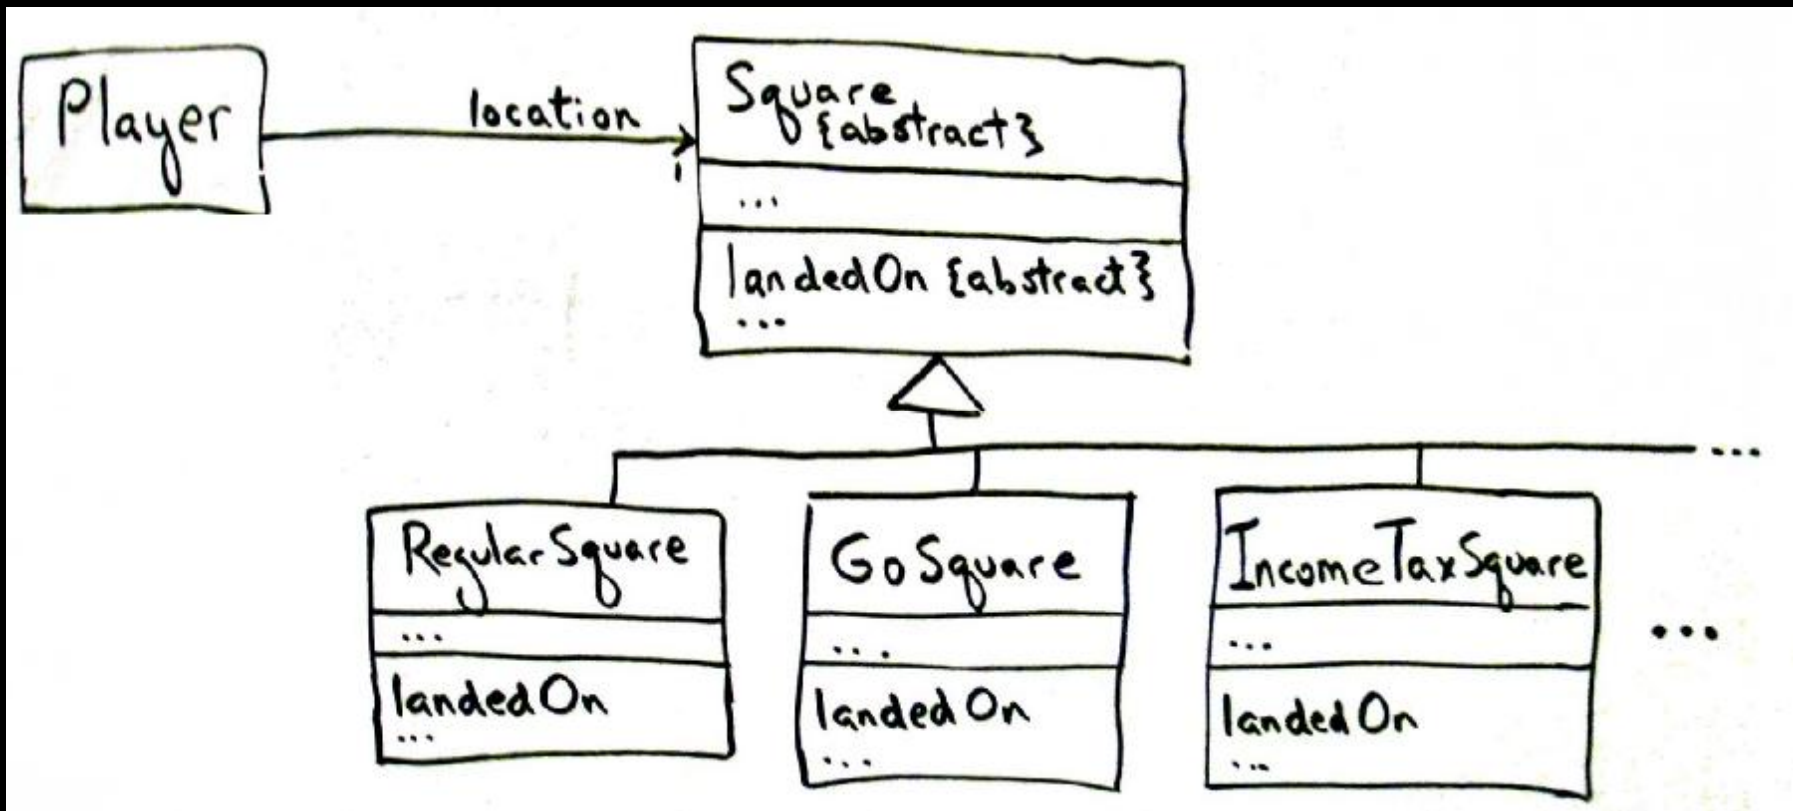 Player
location
1
Square
{abstract}
...
landedOn {abstract}
...
...
RegularSquare
...
landedOn
...
GoSquare
...
landedOn
...
IncomeTaxSquare
...
landedOn
...
...